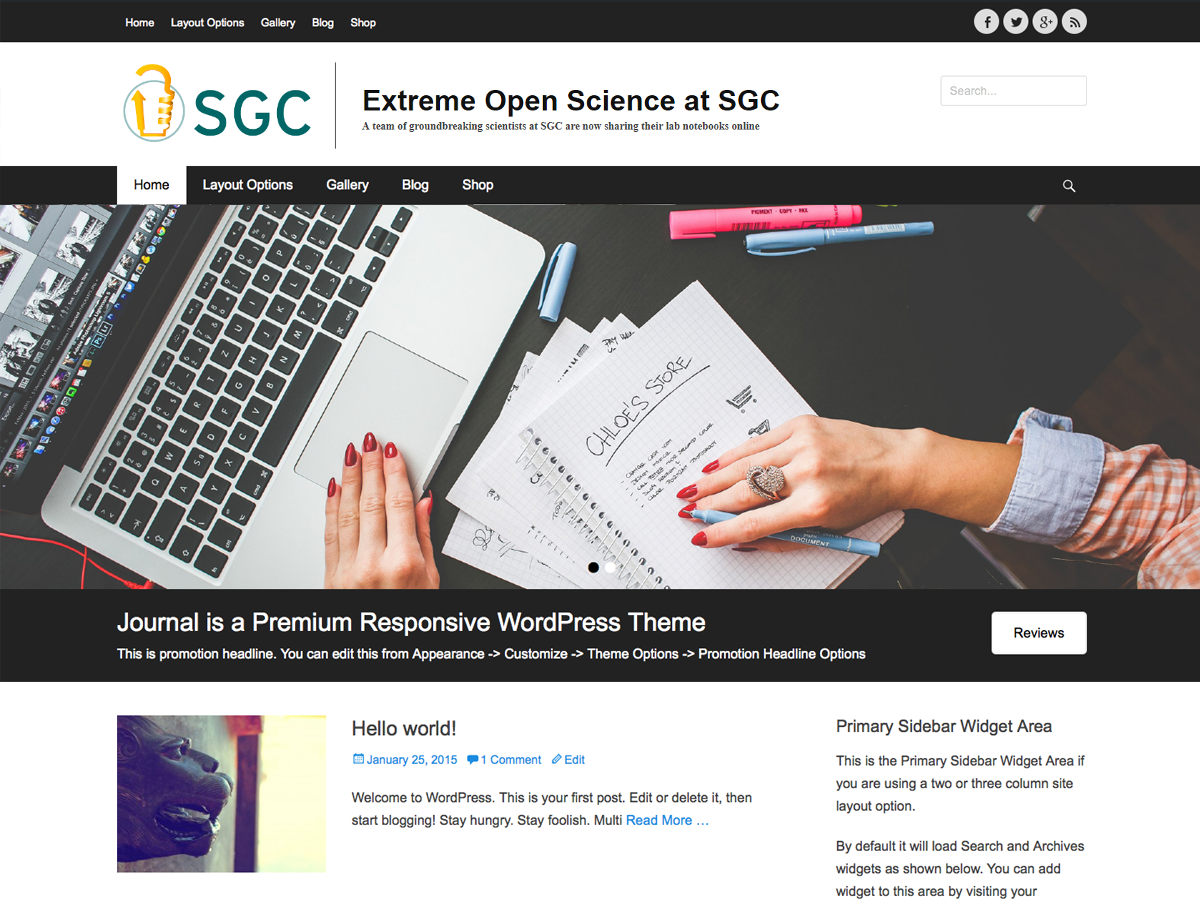 Home Layout Options Gallery Blog Shop
SGC
Extreme Open Science at SGC
A team of groundbreaking scientists at SGC are now sharing their lab notebooks online
Search...
Home Layout Options Gallery Blog Shop
PIGMENT · COPY · FAX
CHLOE'S STORE
DOCUMENT
Journal is a Premium Responsive WordPress Theme
This is promotion headline. You can edit this from Appearance -> Customize -> Theme Options -> Promotion Headline Options
Reviews
Hello world!
January 25, 2015 1 Comment Edit
Welcome to WordPress. This is your first post. Edit or delete it, then
start blogging! Stay hungry. Stay foolish. Multi Read More …
Primary Sidebar Widget Area
This is the Primary Sidebar Widget Area if
you are using a two or three column site
layout option.
By default it will load Search and Archives
widgets as shown below. You can add
widget to this area by visiting your